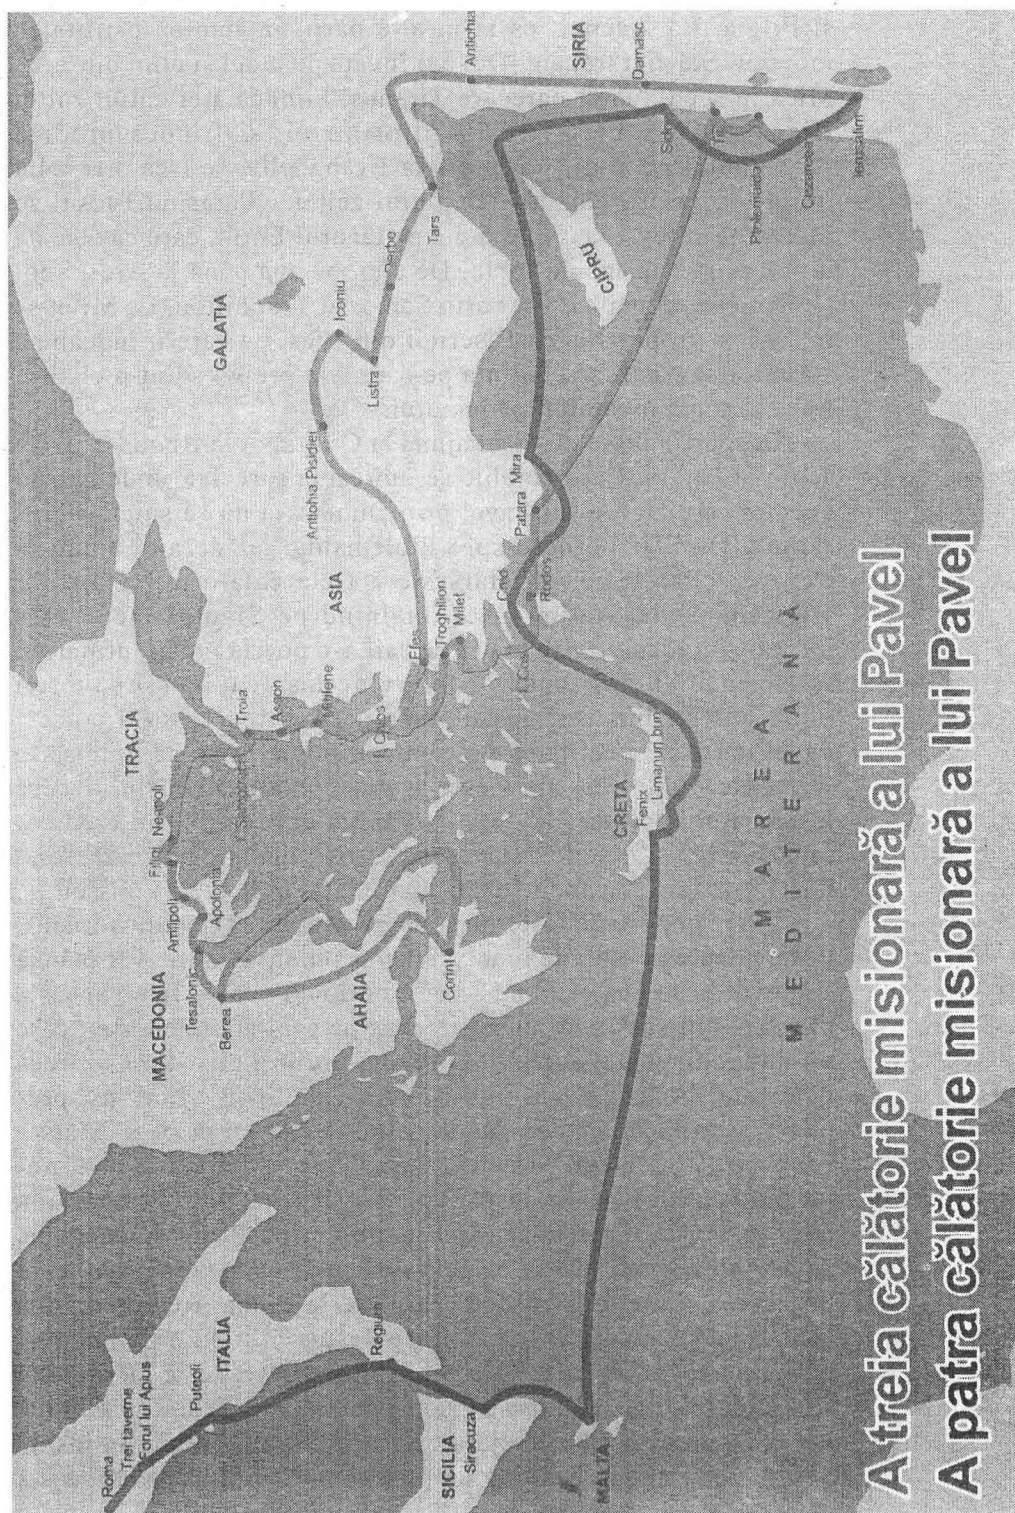 Roma
Trei taverne
Forul lui Apius
Puteoli
ITALIA
Regium
SICILIA
Siracuza
MALTA
MACEDONIA
Tesalonic
Berea
Amfipoli
Apolonia
Filipi
Neapoli
TRACIA
AHAIA
Corint
Troia
Asson
Mitilene
ASIA
Efes
Troghilion
Milet
I. Cos
Rodos
Patara
Mira
CRETA
Fenix
Limanuri bune
GALATIA
Antiohia Pisidiei
Iconiu
Listra
Derbe
Tars
CIPRU
Antiohia
SIRIA
Damasc
Sidon
Tir
Ptolemaida
Cezareea
Ierusalim
MAREA
MEDITERANĂ
A treia călătorie misionară a lui Pavel
A patra călătorie misionară a lui Pavel